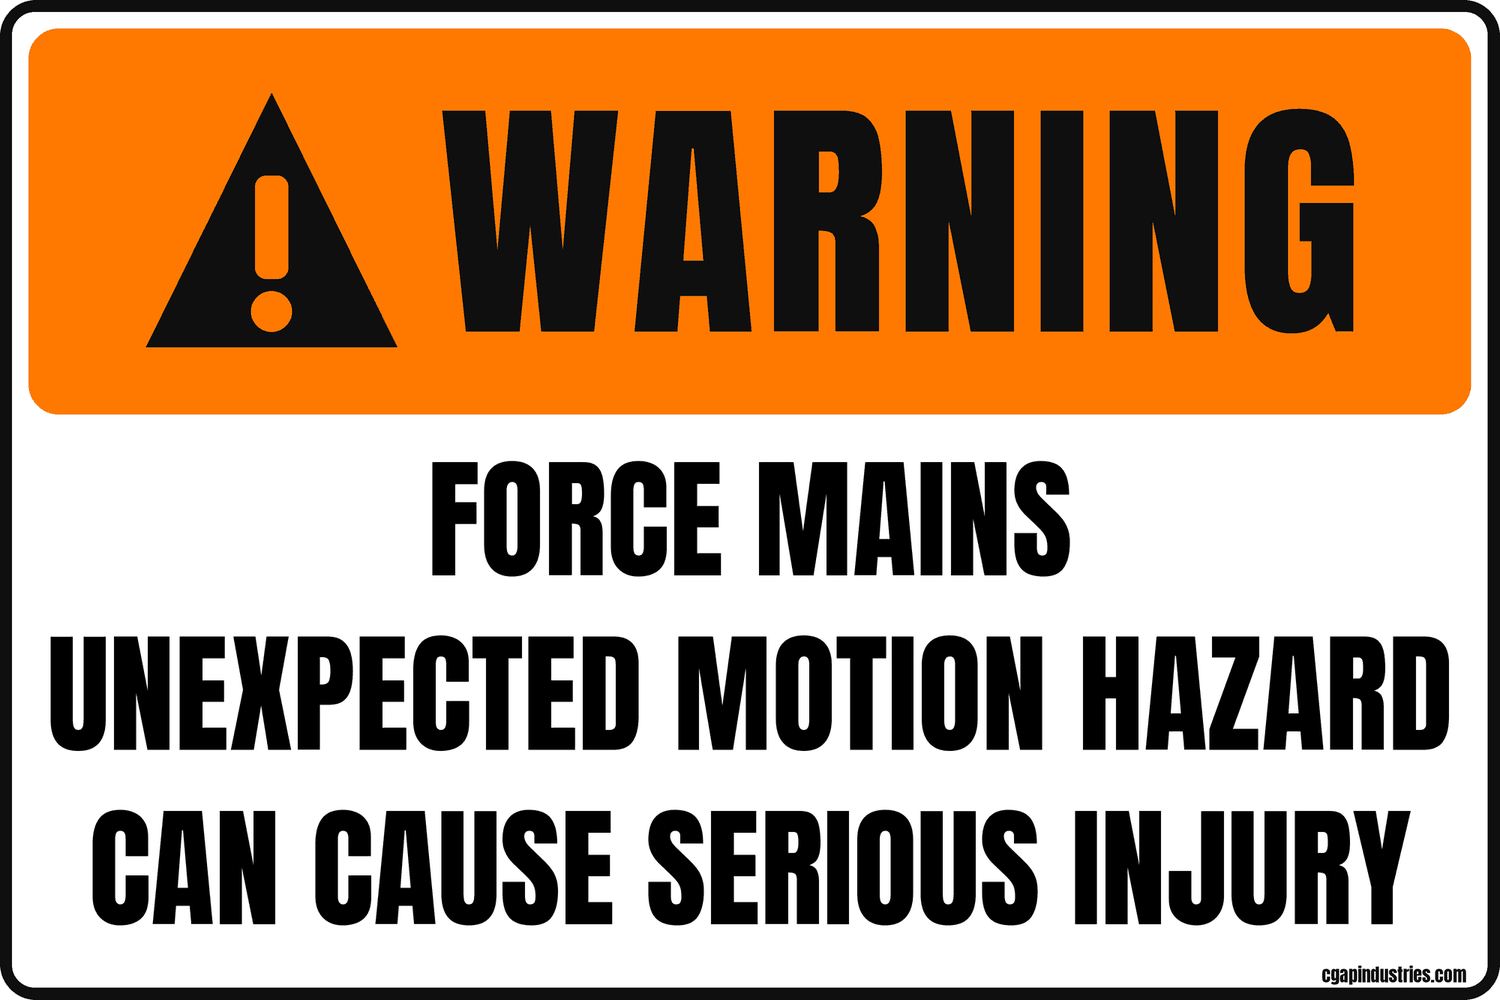 WARNING
FORCE MAINS
UNEXPECTED MOTION HAZARD
CAN CAUSE SERIOUS INJURY
cgapindustries.com